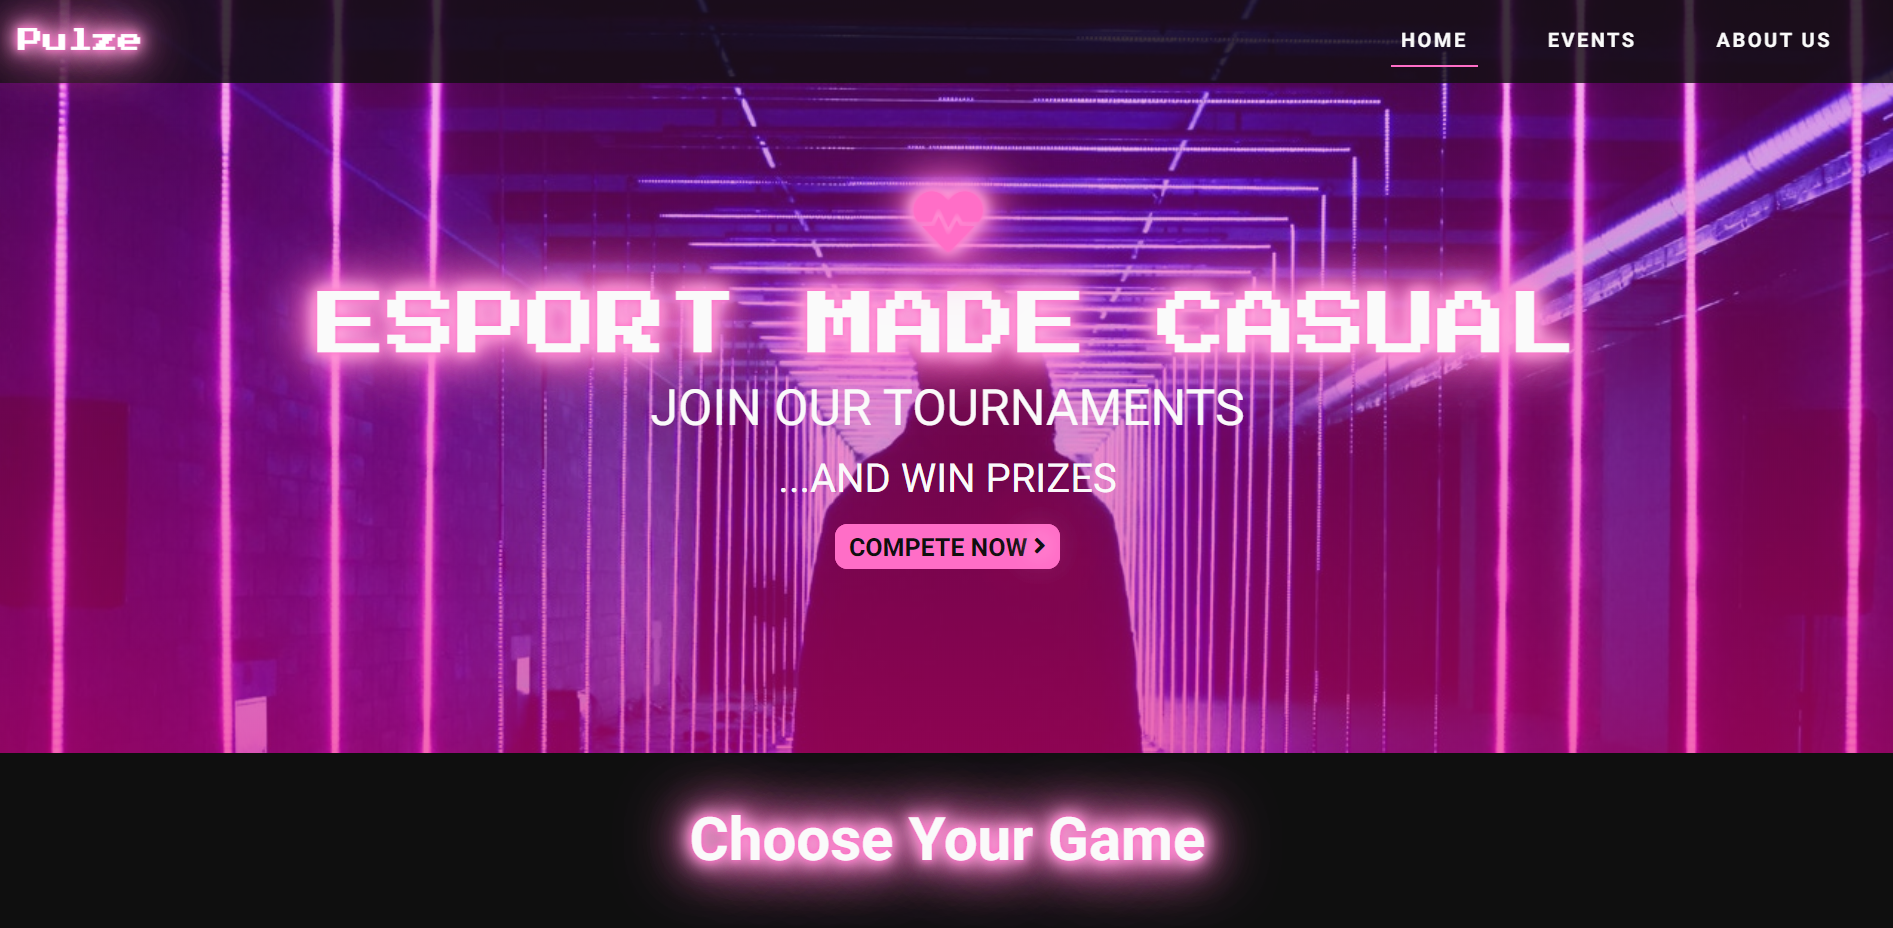 Pulze
HOME EVENTS ABOUT US
ESPORT MADE CASUAL
JOIN OUR TOURNAMENTS
...AND WIN PRIZES
COMPETE NOW
Choose Your Game